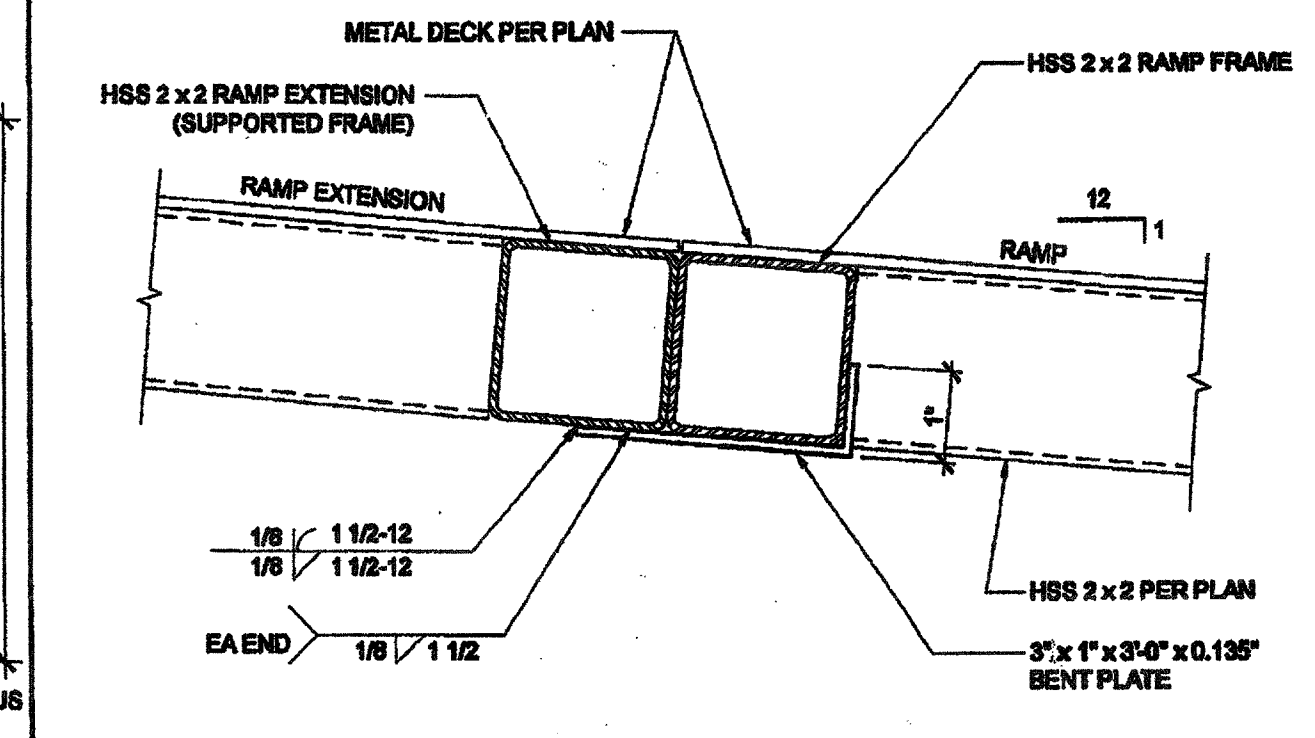 METAL DECK PER PLAN
HSS 2 x 2 RAMP FRAME
HSS 2 x 2 RAMP EXTENSION
(SUPPORTED FRAME)
RAMP EXTENSION
12
1
RAMP
1"
1/8 1 1/2-12
1/8 1 1/2-12
HSS 2 x 2 PER PLAN
EA END
1/8 1 1/2
3" x 1" x 3'-0" x 0.135"
BENT PLATE
US